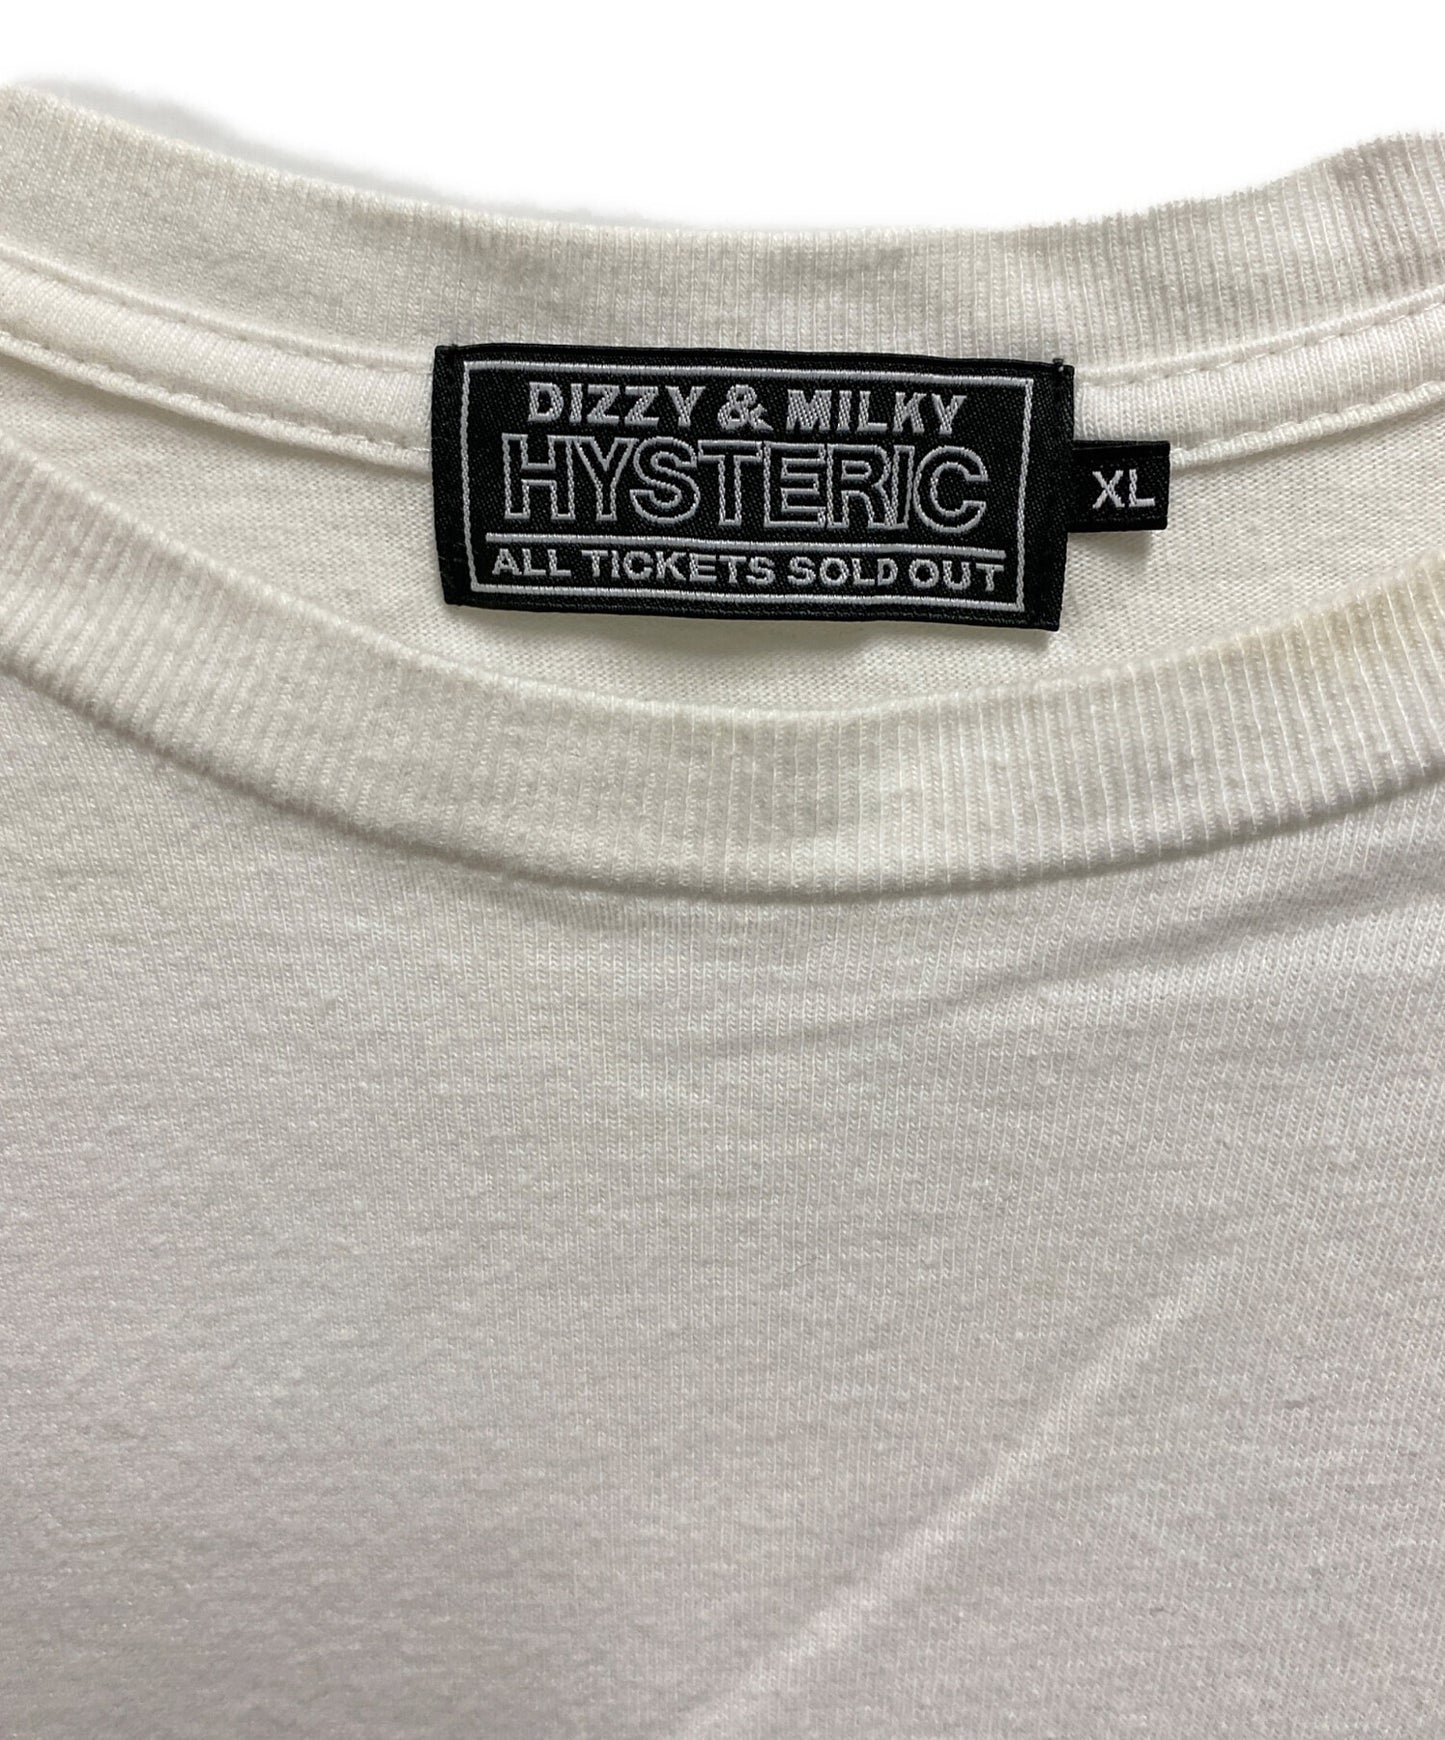 DIZZY & MILKY
HYSTERIC
ALL TICKETS SOLD OUT
XL